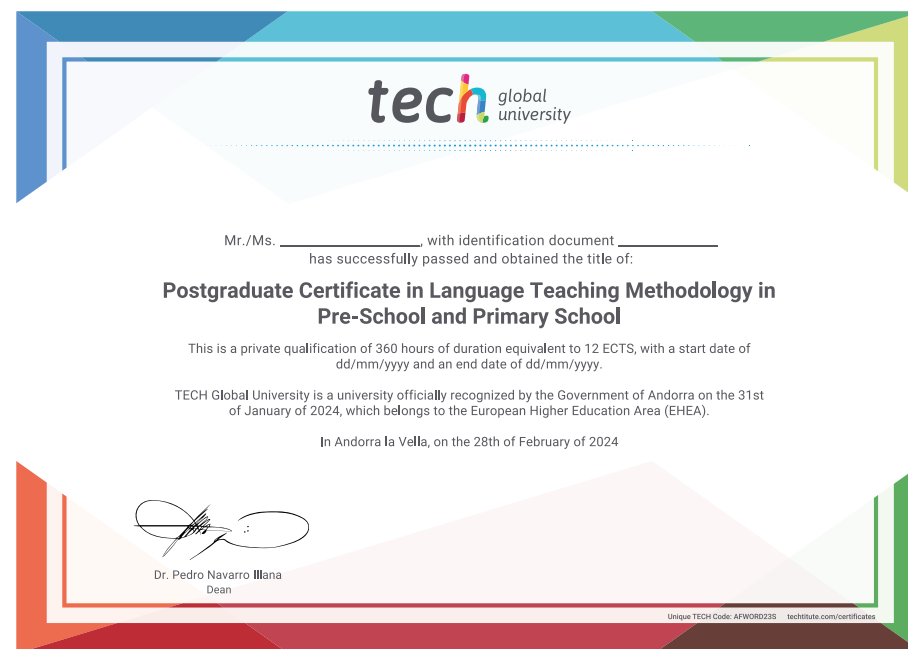 tech global university
Mr./Ms. ____________________, with identification document ______________
has successfully passed and obtained the title of:
Postgraduate Certificate in Language Teaching Methodology in
Pre-School and Primary School
This is a private qualification of 360 hours of duration equivalent to 12 ECTS, with a start date of
dd/mm/yyyy and an end date of dd/mm/yyyy.
TECH Global University is a university officially recognized by the Government of Andorra on the 31st
of January of 2024, which belongs to the European Higher Education Area (EHEA).
In Andorra la Vella, on the 28th of February of 2024
Dr. Pedro Navarro Illana
Dean
Unique TECH Code: AFWORD23S techtitute.com/certificates